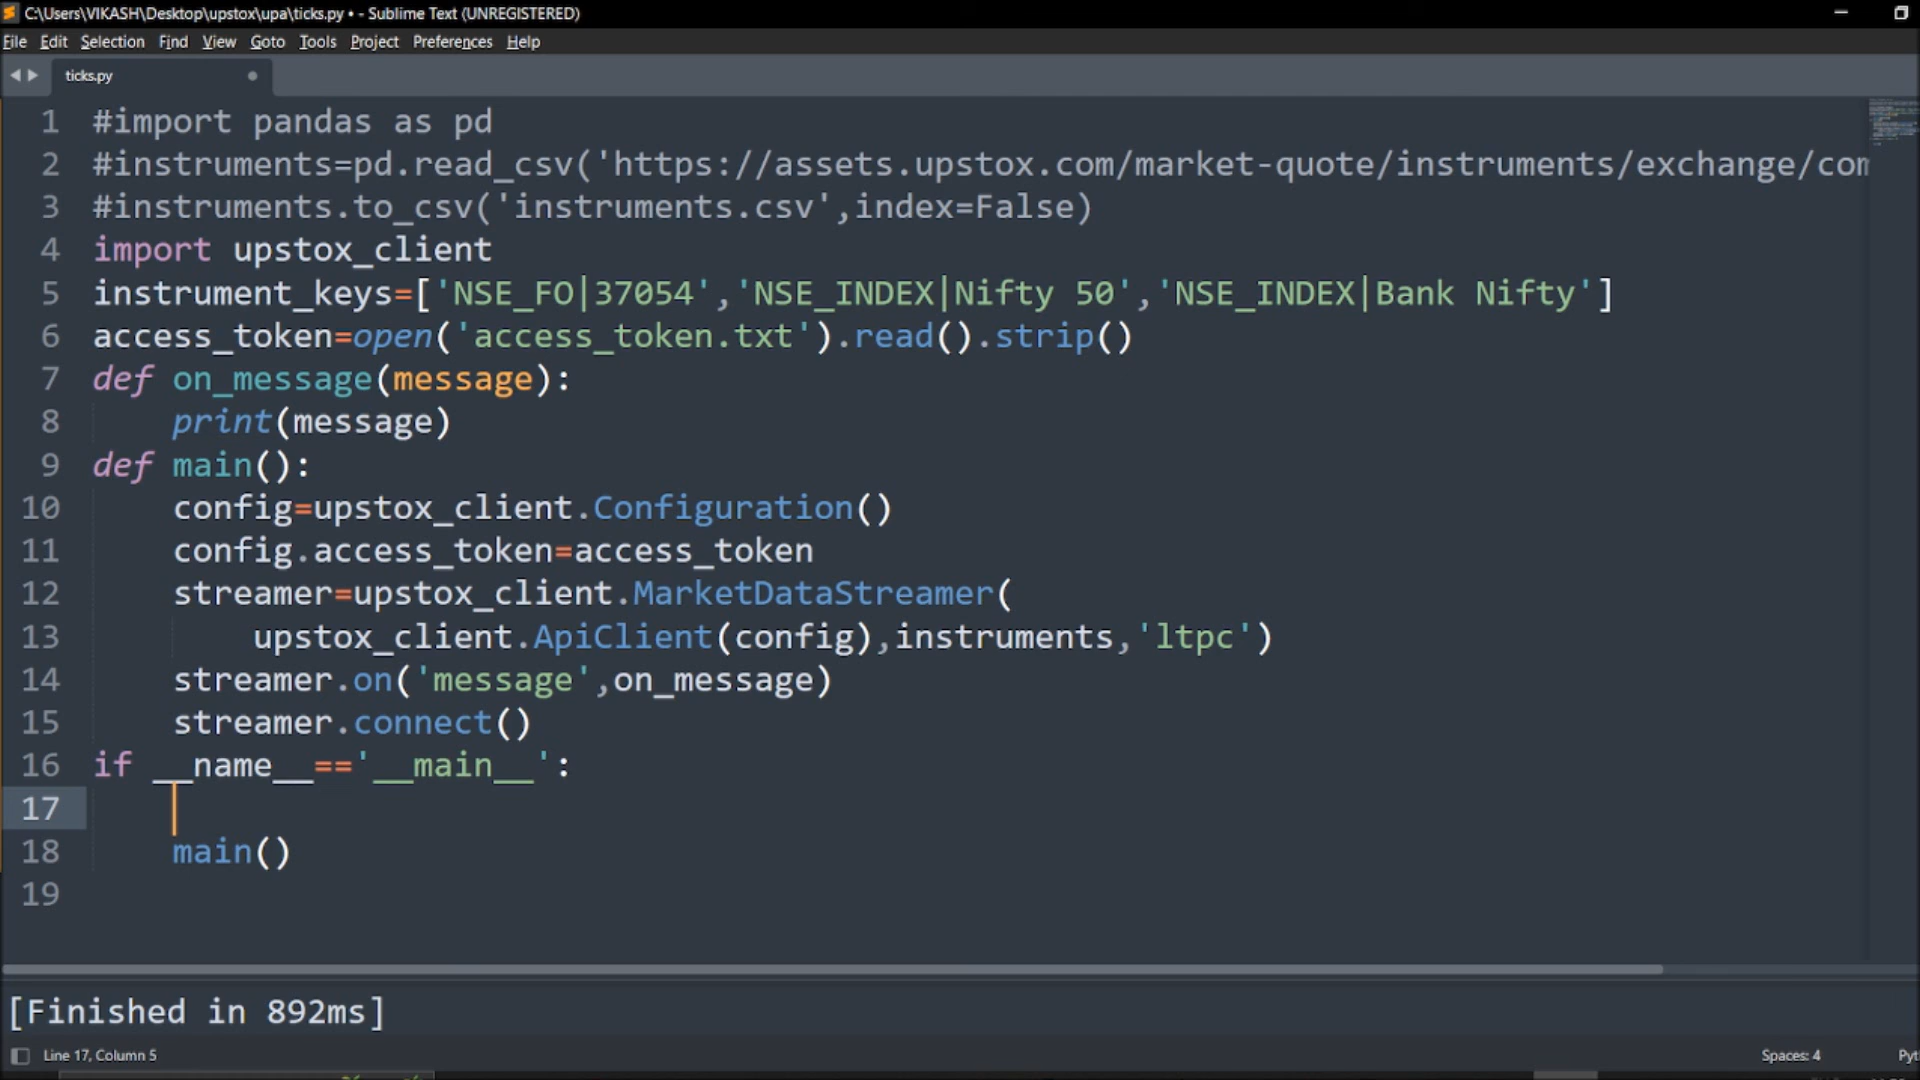 C:\Users\VIKASH\Desktop\upstox\upa\ticks.py • - Sublime Text (UNREGISTERED)
File Edit Selection Find View Goto Tools Project Preferences Help
ticks.py
1 #import pandas as pd
2 #instruments=pd.read_csv('https://assets.upstox.com/market-quote/instruments/exchange/com
3 #instruments.to_csv('instruments.csv',index=False)
4 import upstox_client
5 instrument_keys=['NSE_FO|37054','NSE_INDEX|Nifty 50','NSE_INDEX|Bank Nifty']
6 access_token=open('access_token.txt').read().strip()
7 def on_message(message):
8     print(message)
9 def main():
10     config=upstox_client.Configuration()
11     config.access_token=access_token
12     streamer=upstox_client.MarketDataStreamer(
13         upstox_client.ApiClient(config),instruments,'ltpc')
14     streamer.on('message',on_message)
15     streamer.connect()
16 if __name__=='__main__':
17
18     main()
19
[Finished in 892ms]
Line 17, Column 5
Spaces: 4
Pyt